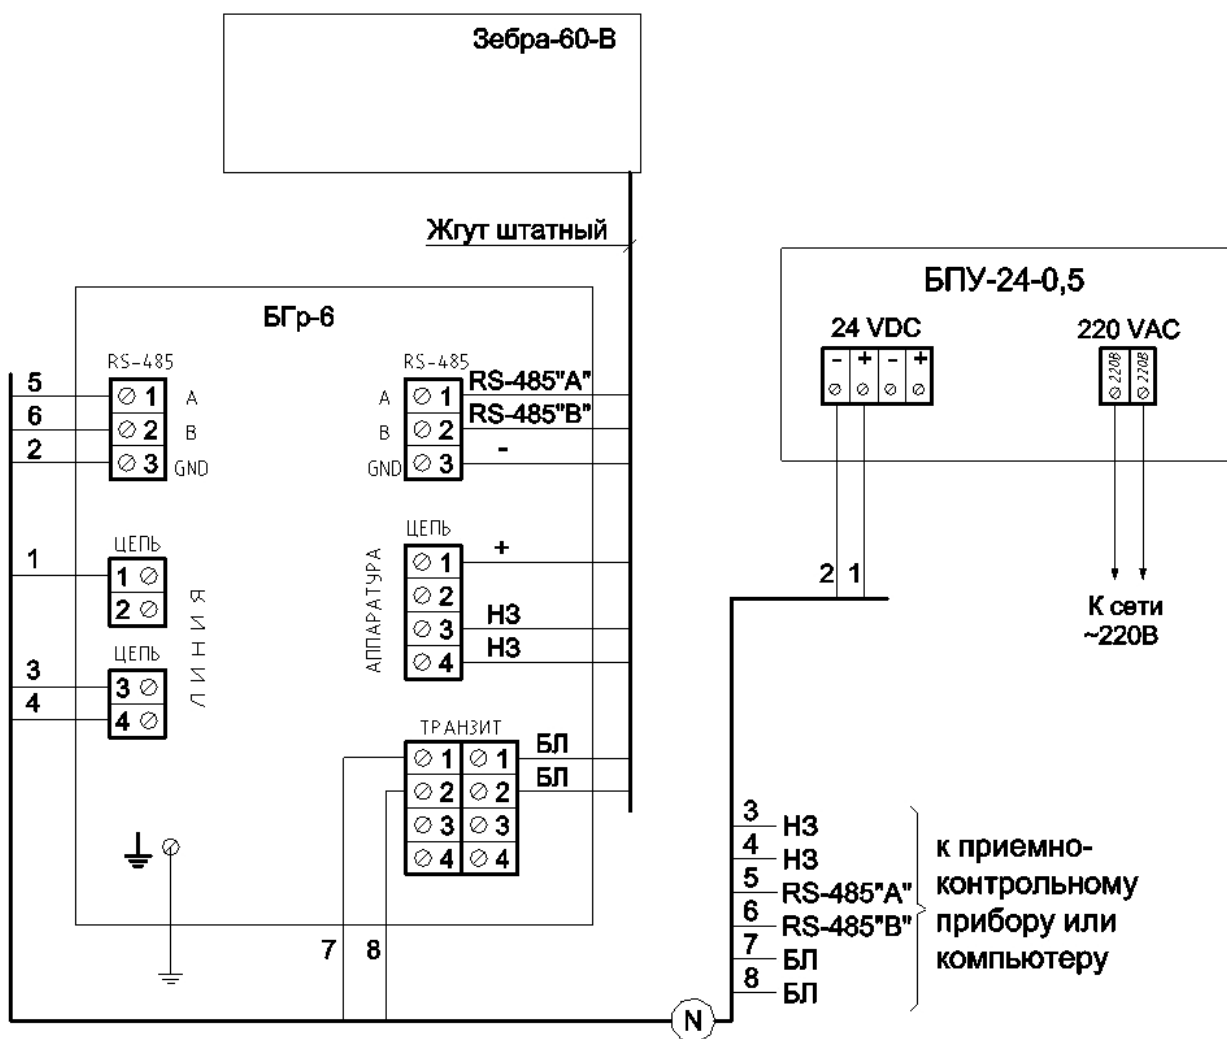 Зебра-60-В
Жгут штатный
БГр-6
RS-485
5
1
A
6
2
B
2
3
GND
RS-485
A
1
RS-485"A"
B
2
RS-485"B"
GND
3
-
ЦЕПЬ
1
1
2
ЦЕПЬ
3
3
4
4
ЛИНИЯ
АППАРАТУРА
ЦЕПЬ
1
+
2
3
НЗ
4
НЗ
ТРАНЗИТ
1
1
БЛ
2
2
БЛ
3
3
4
4
7
8
N
БПУ-24-0,5
24 VDC
- + - +
220 VAC
220В
220В
2
1
К сети
~220В
3
НЗ
4
НЗ
5
RS-485"A"
6
RS-485"B"
7
БЛ
8
БЛ
к приемно-
контрольному
прибору или
компьютеру